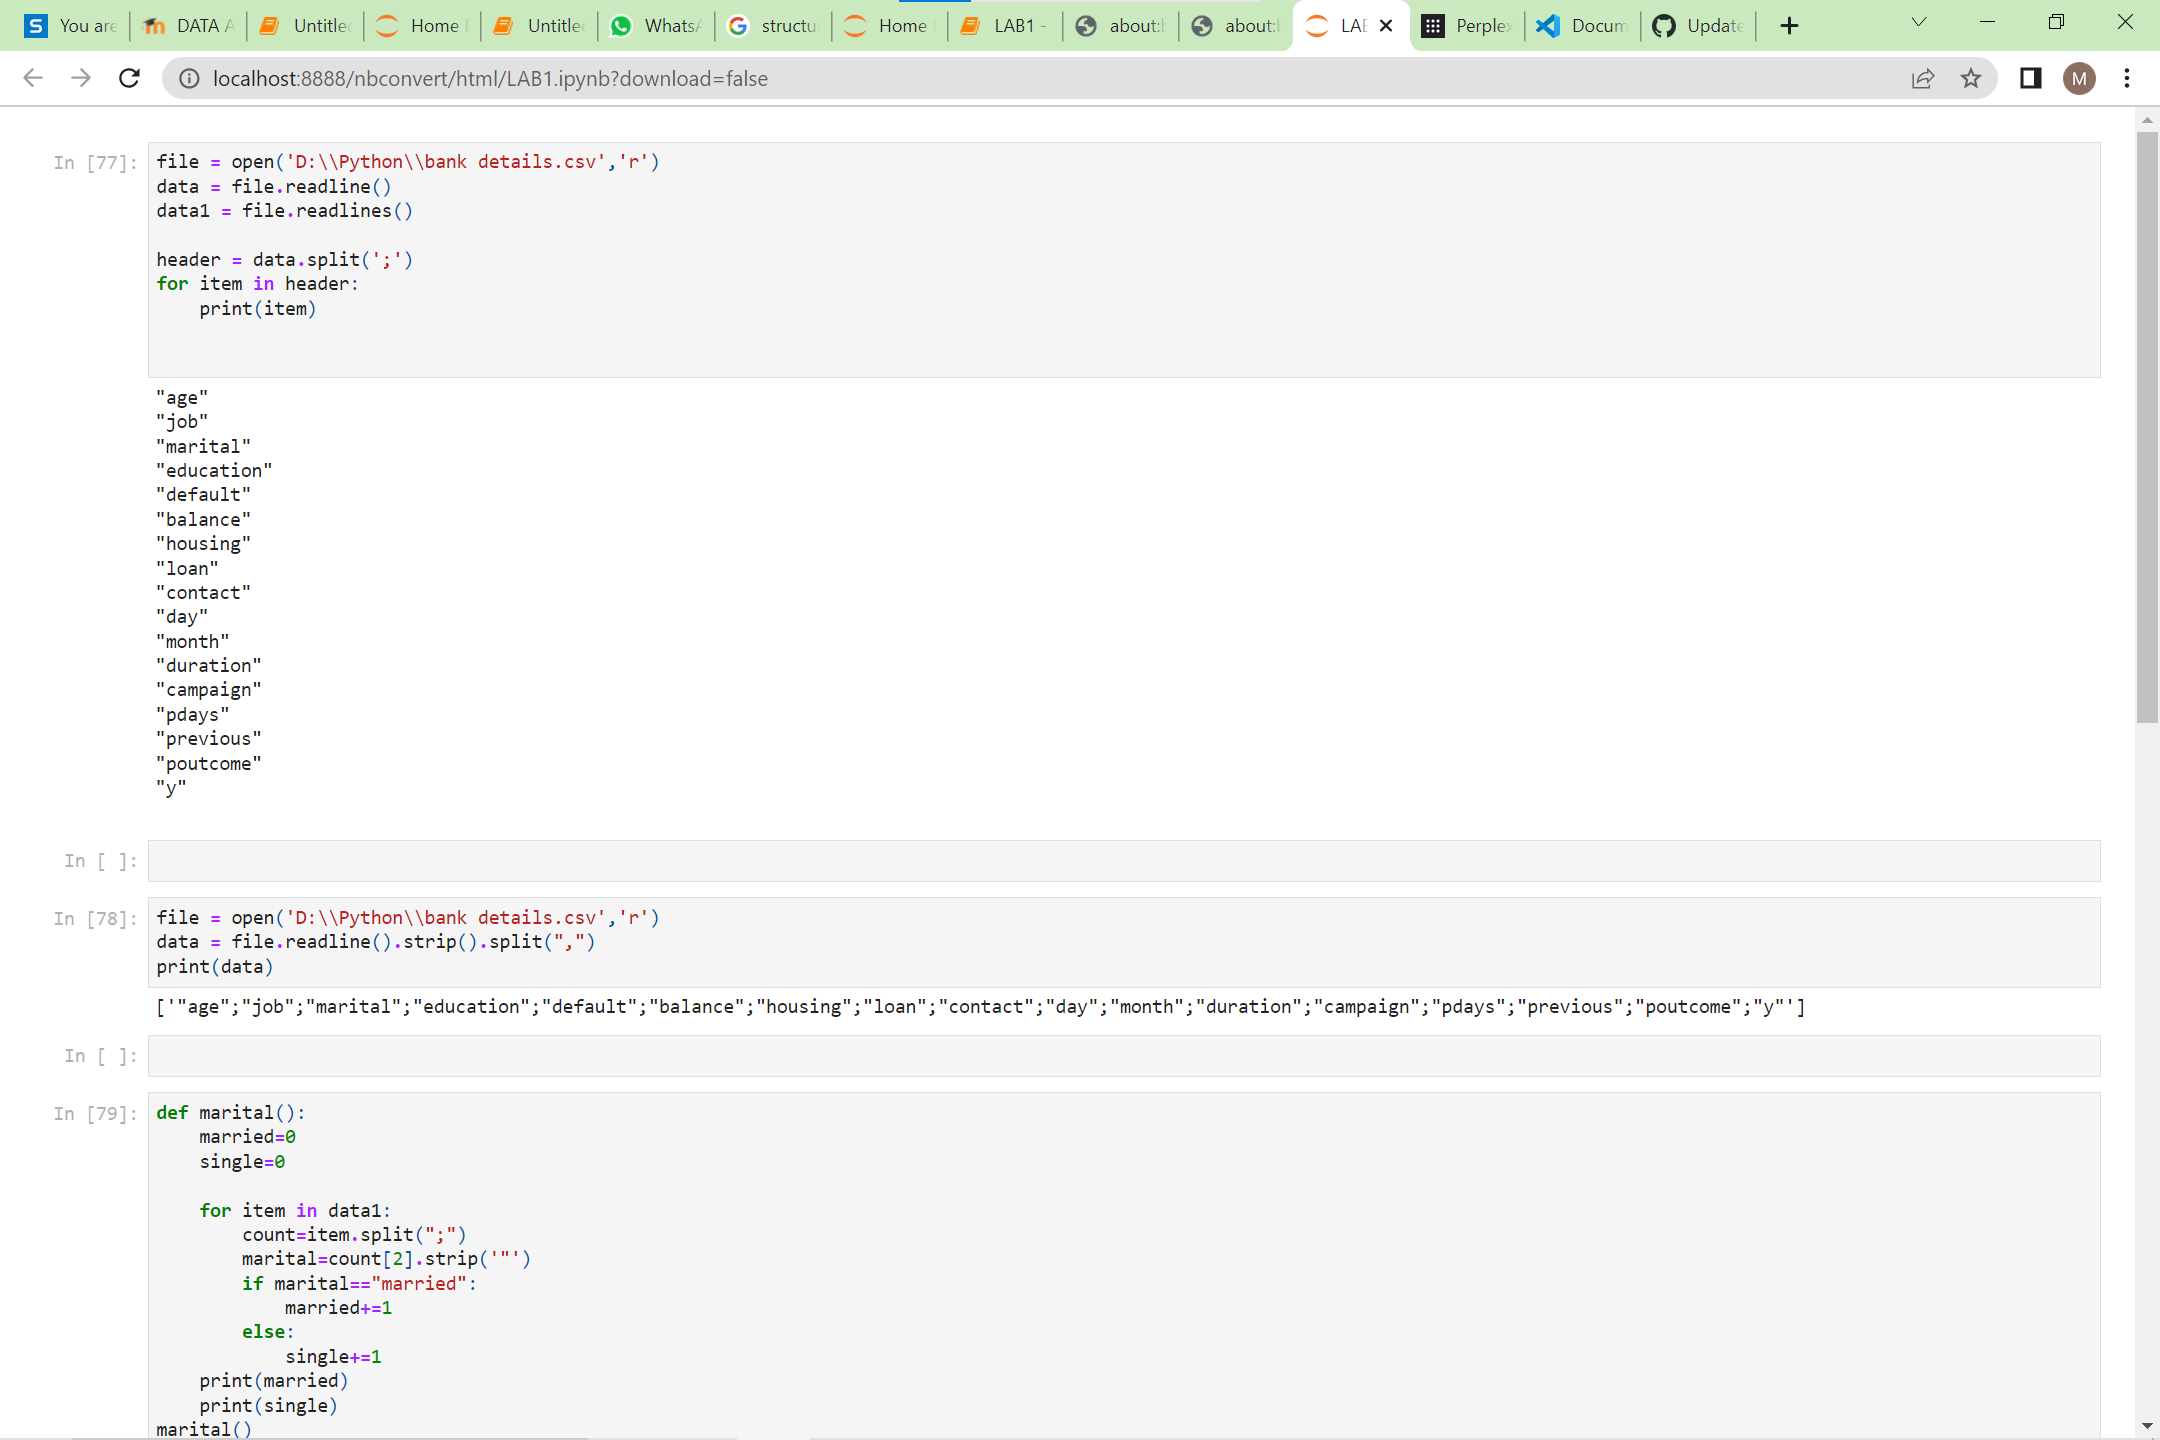 You are
DATA A
Untitle
Home
Untitle
WhatsA
structu
Home
LAB1 -
about:b
about:b
LAB
Perplex
Docum
Update
localhost:8888/nbconvert/html/LAB1.ipynb?download=false
M
In [77]:
file = open('D:\\Python\\bank details.csv','r')
data = file.readline()
data1 = file.readlines()
header = data.split(';')
for item in header:
    print(item)
"age"
"job"
"marital"
"education"
"default"
"balance"
"housing"
"loan"
"contact"
"day"
"month"
"duration"
"campaign"
"pdays"
"previous"
"poutcome"
"y"
In [ ]:
In [78]:
file = open('D:\\Python\\bank details.csv','r')
data = file.readline().strip().split(",")
print(data)
['"age";"job";"marital";"education";"default";"balance";"housing";"loan";"contact";"day";"month";"duration";"campaign";"pdays";"previous";"poutcome";"y"']
In [ ]:
In [79]:
def marital():
    married=0
    single=0
    for item in data1:
        count=item.split(";")
        marital=count[2].strip('"')
        if marital=="married":
            married+=1
        else:
            single+=1
    print(married)
    print(single)
marital()